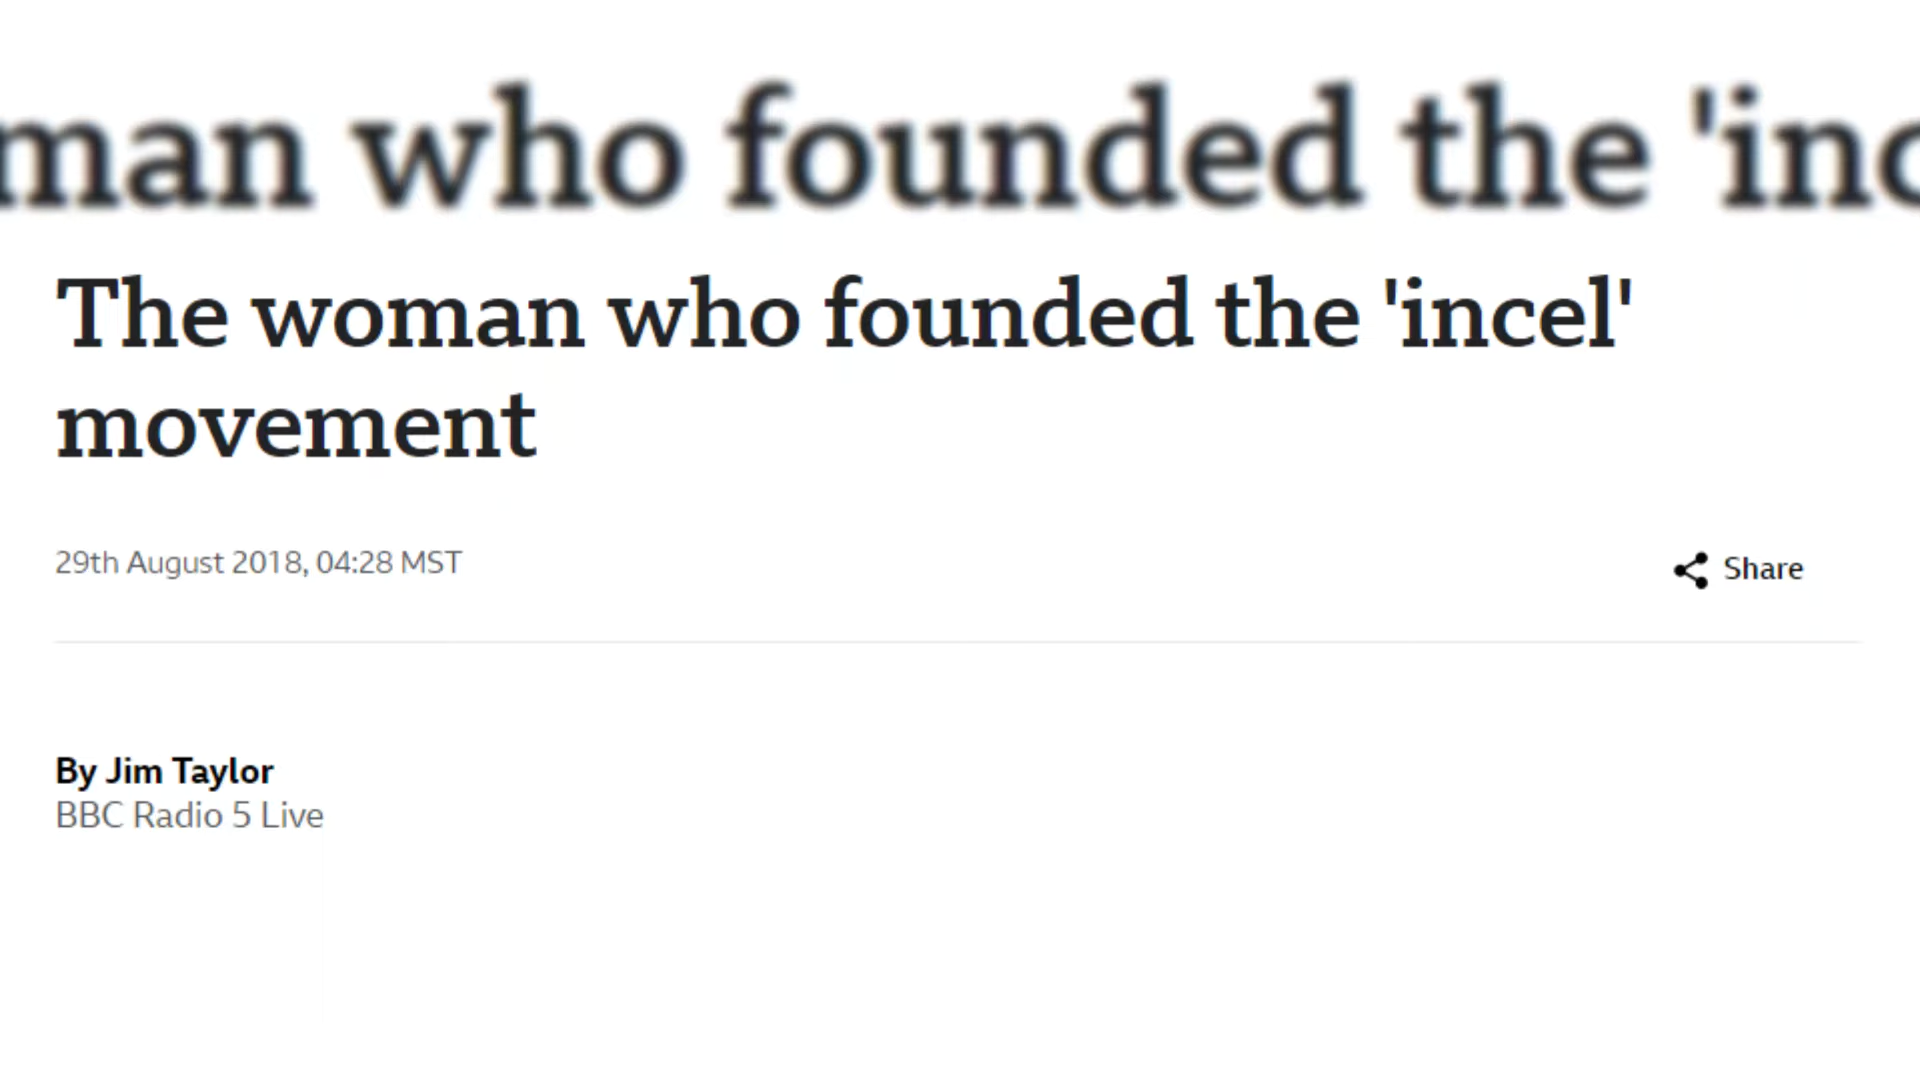 man who founded the 'inc
The woman who founded the 'incel'
movement
29th August 2018, 04:28 MST
Share
By Jim Taylor
BBC Radio 5 Live